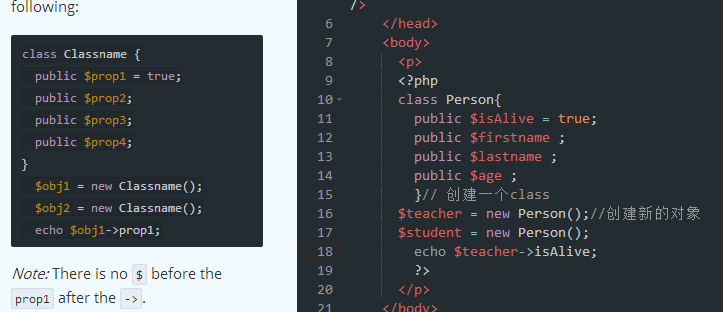 following:
class Classname {
public $prop1 = true;
public $prop2;
public $prop3;
public $prop4;
}
$obj1 = new Classname();
$obj2 = new Classname();
echo $obj1->prop1;
Note: There is no $ before the
prop1 after the ->.
/>
6 </head>
7 <body>
8 <p>
9 <?php
10 class Person{
11 public $isAlive = true;
12 public $firstname ;
13 public $lastname ;
14 public $age ;
15 }// 创建一个class
16 $teacher = new Person();//创建新的对象
17 $student = new Person();
18 echo $teacher->isAlive;
19 ?>
20 </p>
21 </body>